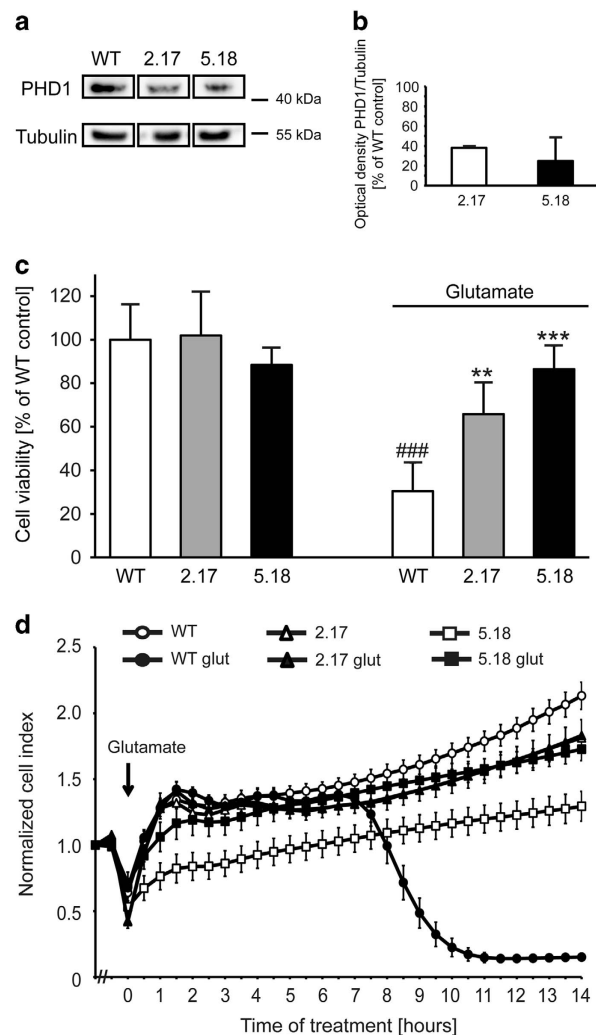 a
WT 2.17 5.18
PHD1
40 kDa
Tubulin
55 kDa
b
Optical density PHD1/Tubulin
[% of WT control]
100
80
60
40
20
0
2.17 5.18
c
Cell viability [% of WT control]
120
100
80
60
40
20
0
Glutamate
###
**
***
WT 2.17 5.18 WT 2.17 5.18
d
Normalized cell index
2.5
2.0
1.5
1.0
0.5
0
WT 2.17 5.18
WT glut 2.17 glut 5.18 glut
Glutamate
0 1 2 3 4 5 6 7 8 9 10 11 12 13 14
Time of treatment [hours]